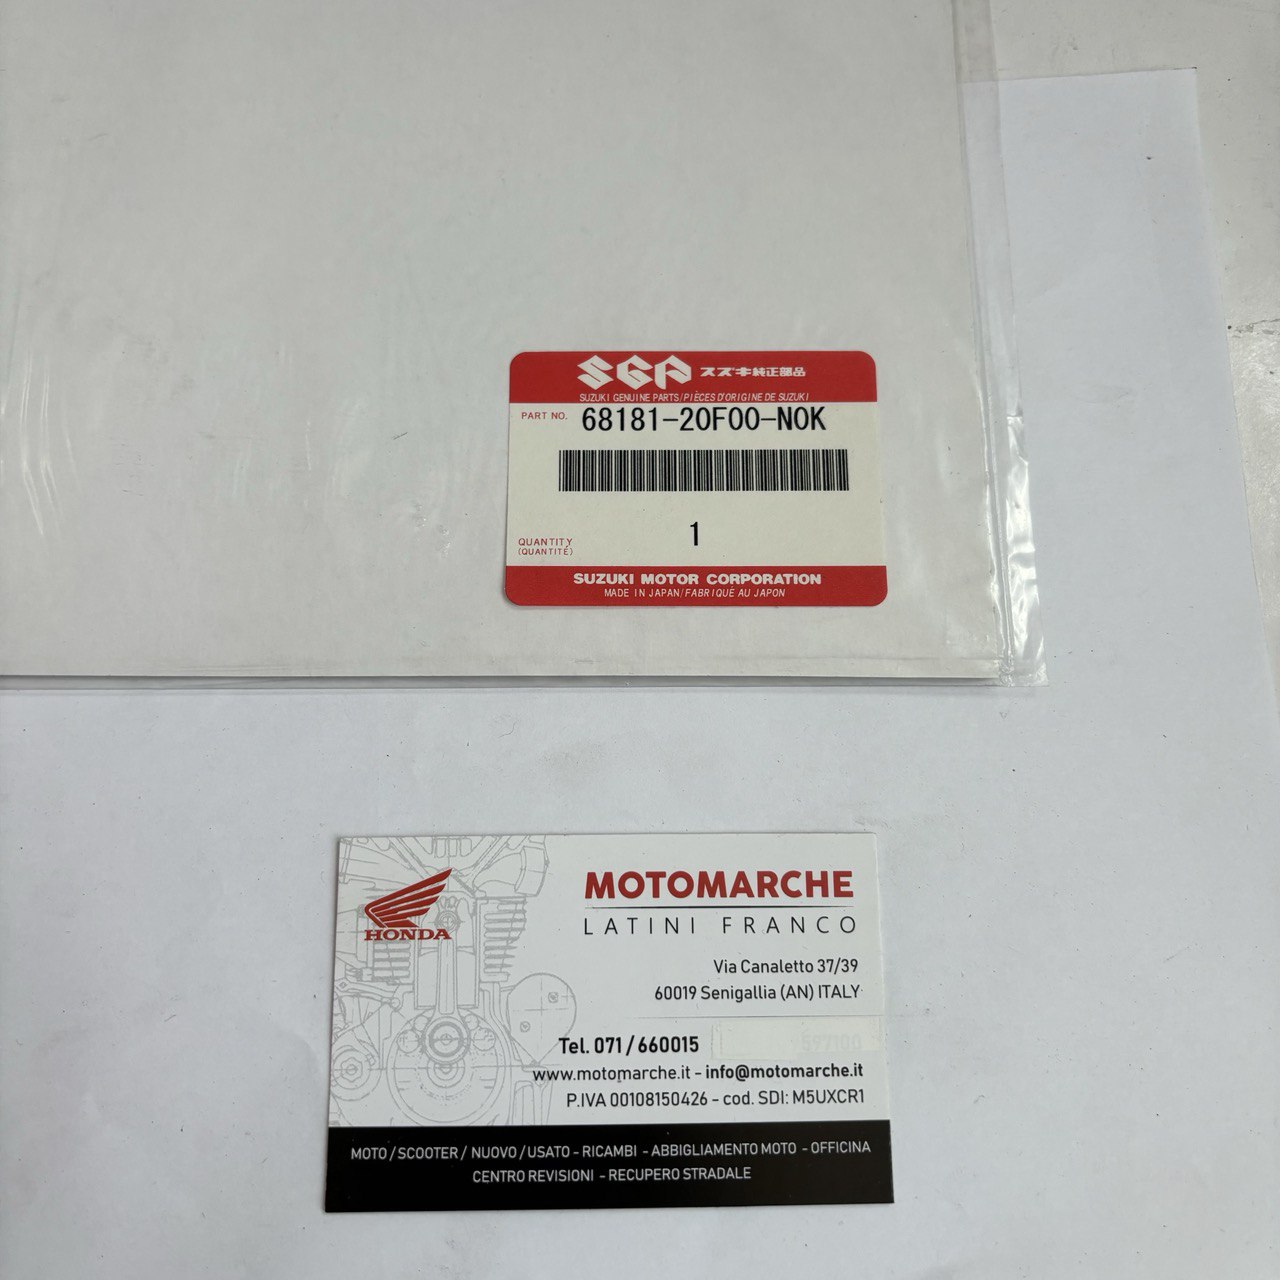 SGP スズキ純正部品
SUZUKI GENUINE PARTS/PIÈCES D'ORIGINE DE SUZUKI
PART NO. 68181-20F00-N0K
1
QUANTITY
(QUANTITÉ)
SUZUKI MOTOR CORPORATION
MADE IN JAPAN/FABRIQUÉ AU JAPON
HONDA
MOTOMARCHE
LATINI FRANCO
Via Canaletto 37/39
60019 Senigallia (AN) ITALY
Tel. 071/660015
www.motomarche.it - info@motomarche.it
P.IVA 00108150426 - cod. SDI: M5UXCR1
MOTO / SCOOTER / NUOVO / USATO - RICAMBI - ABBIGLIAMENTO MOTO - OFFICINA
CENTRO REVISIONI - RECUPERO STRADALE